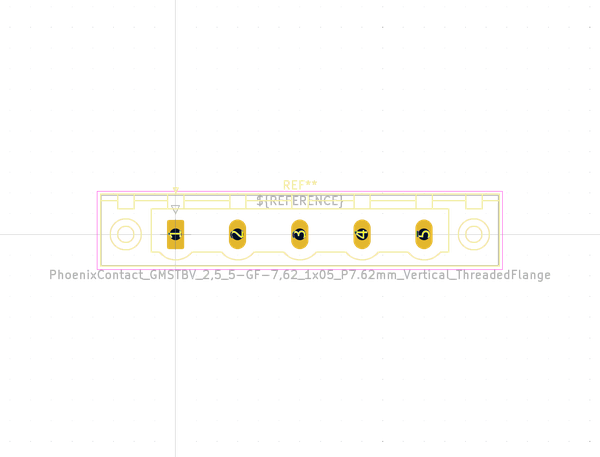 REF**
${REFERENCE}
1 2 3 4 5
PhoenixContact_GMSTBV_2,5_5-GF-7,62_1x05_P7.62mm_Vertical_ThreadedFlange